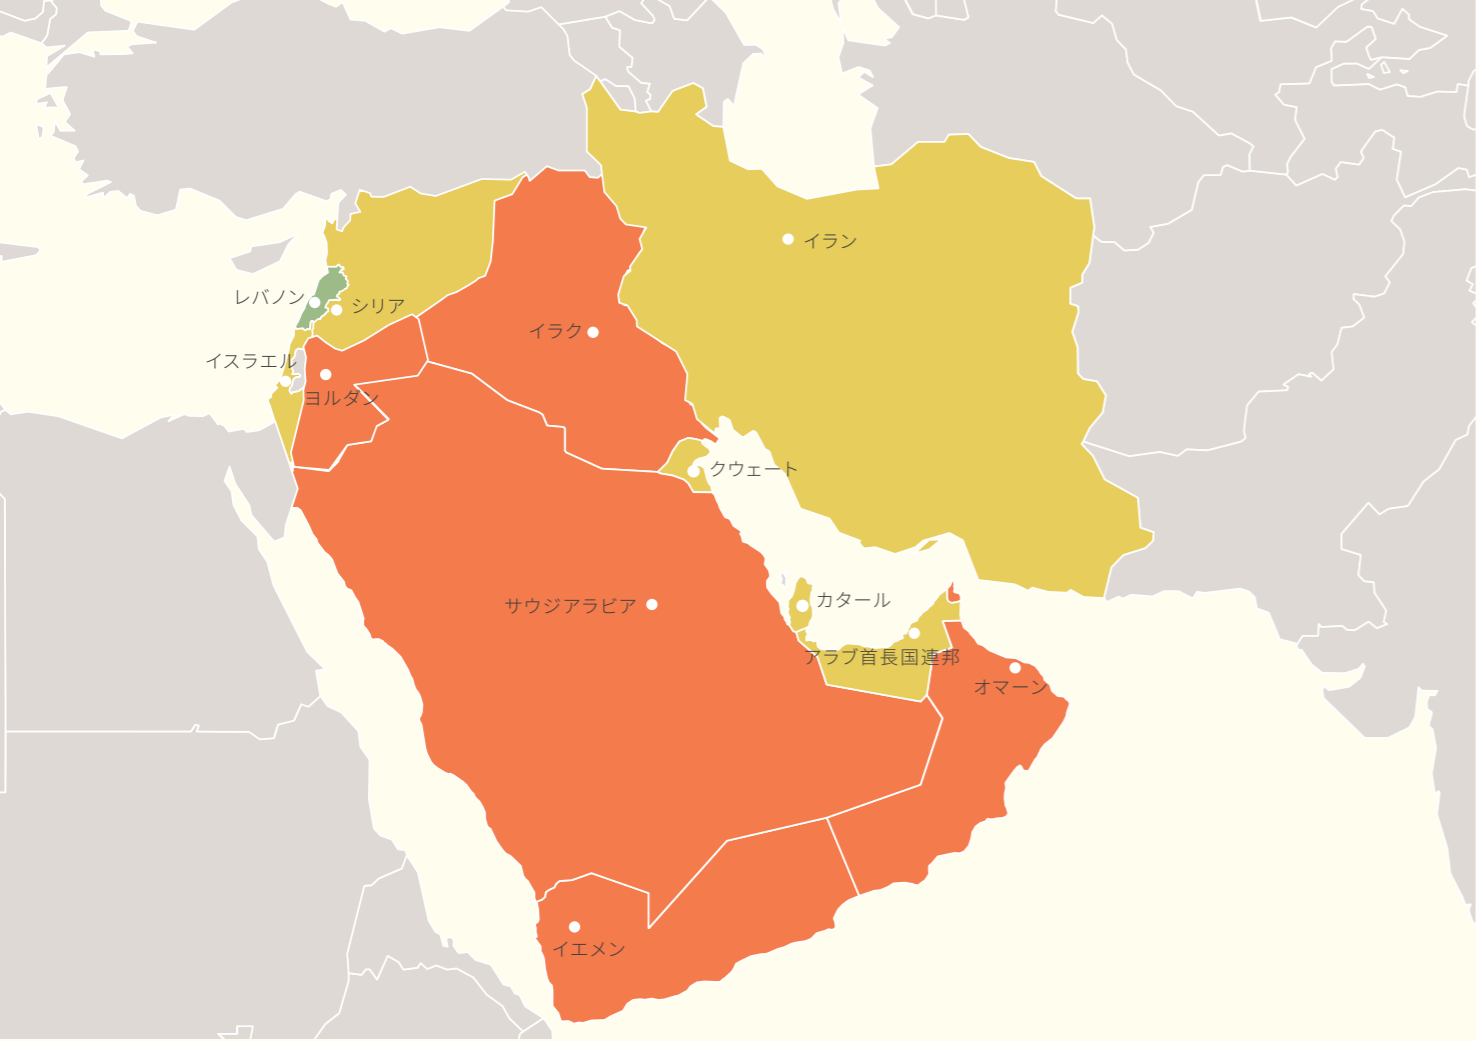 イラン
レバノン
シリア
イラク
イスラエル
ヨルダン
クウェート
サウジアラビア
カタール
アラブ首長国連邦
オマーン
イエメン